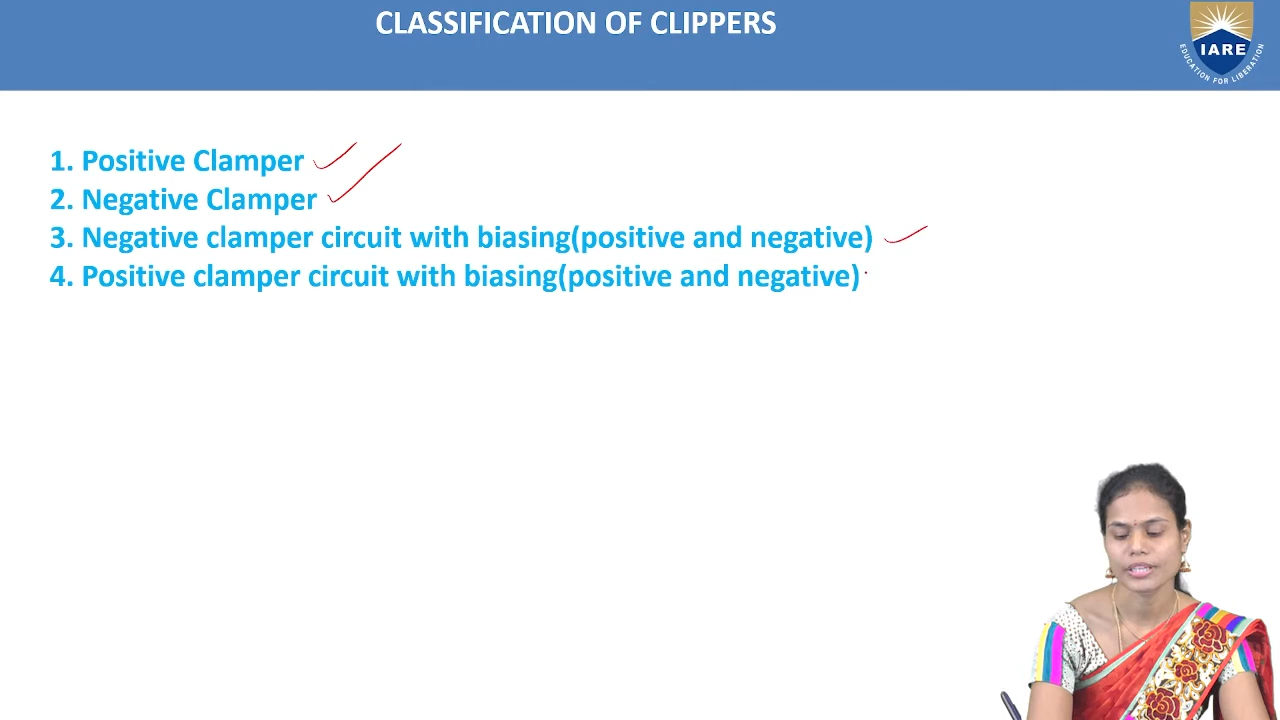 CLASSIFICATION OF CLIPPERS
IARE
EDUCATION FOR LIBERATION
1. Positive Clamper
2. Negative Clamper
3. Negative clamper circuit with biasing(positive and negative)
4. Positive clamper circuit with biasing(positive and negative)